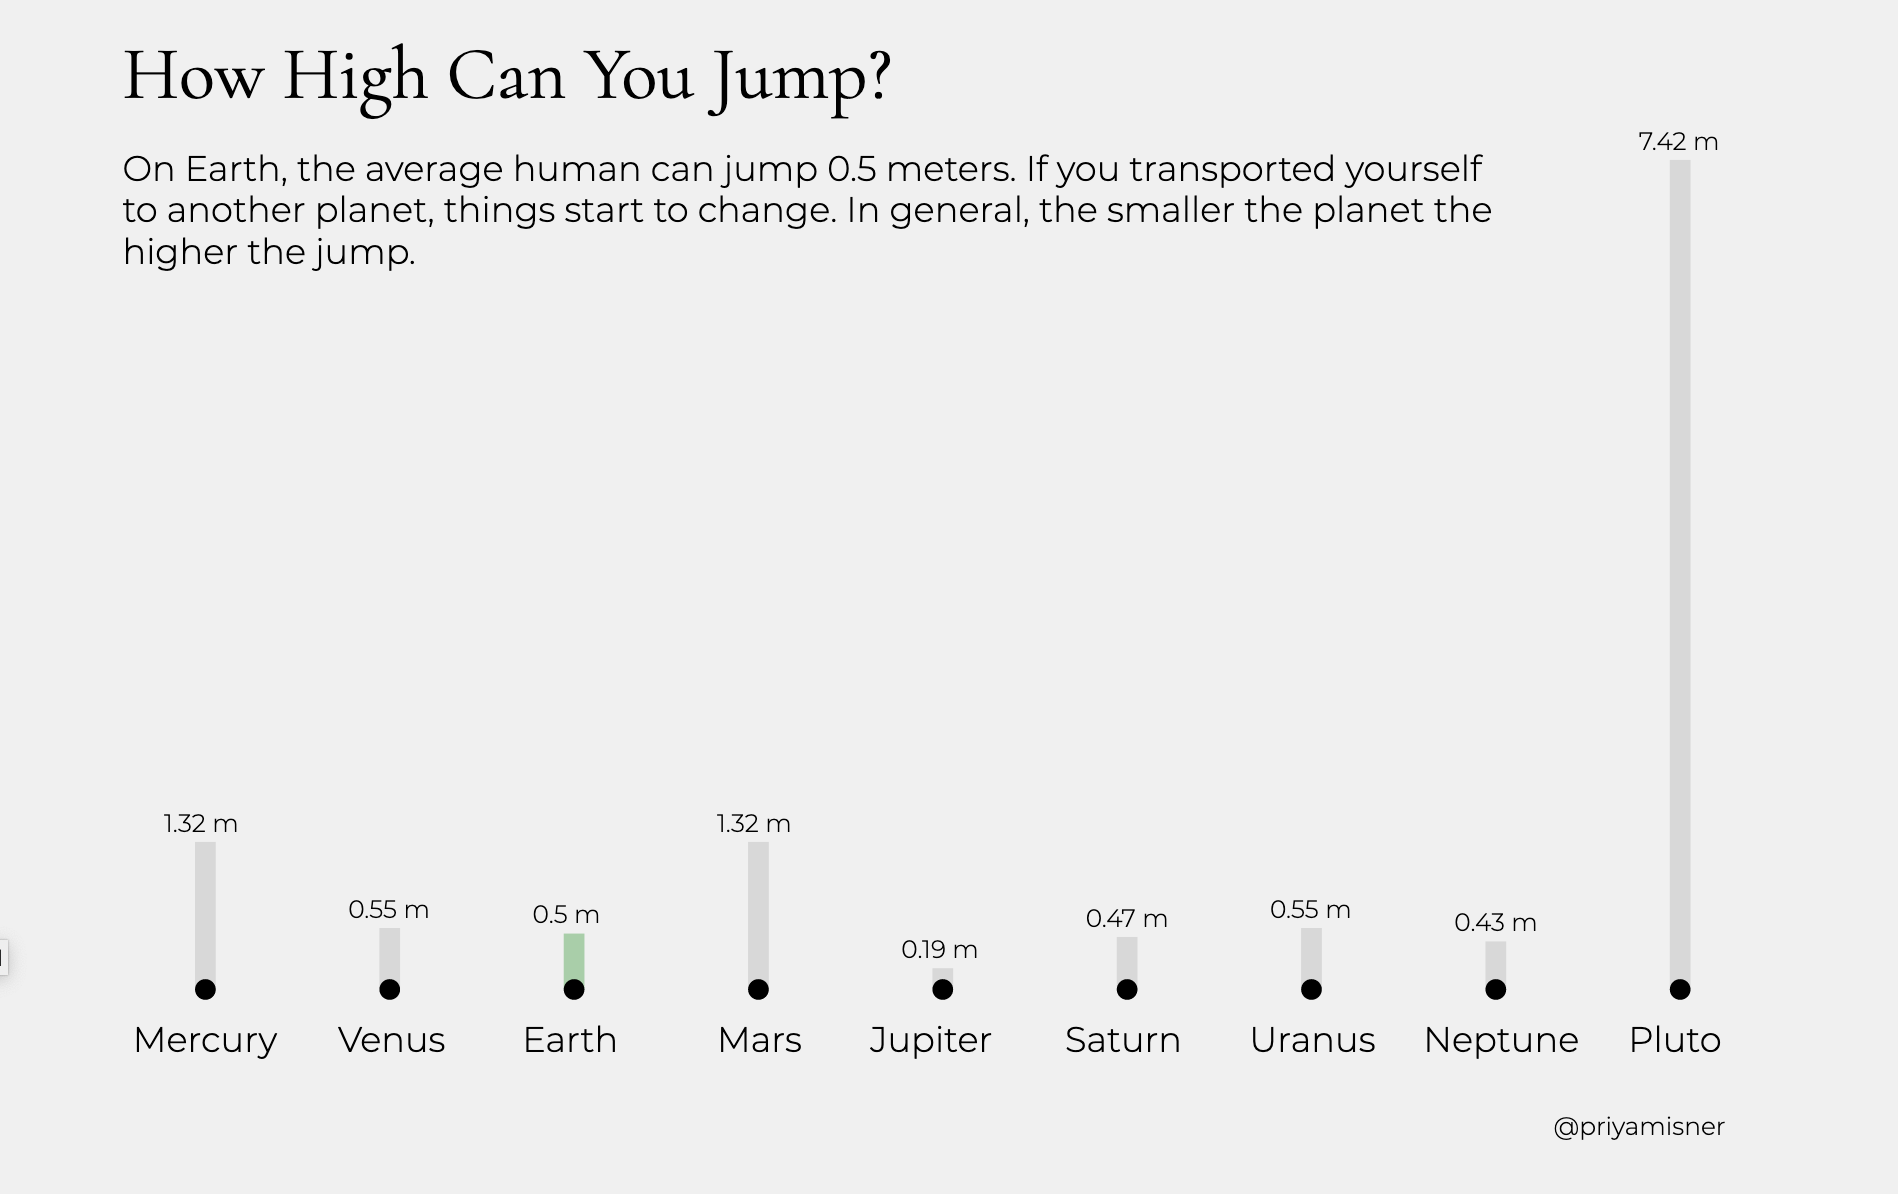 How High Can You Jump?
On Earth, the average human can jump 0.5 meters. If you transported yourself
to another planet, things start to change. In general, the smaller the planet the
higher the jump.
7.42 m
1.32 m
1.32 m
0.55 m
0.5 m
0.19 m
0.47 m
0.55 m
0.43 m
Mercury Venus Earth Mars Jupiter Saturn Uranus Neptune Pluto
@priyamisner